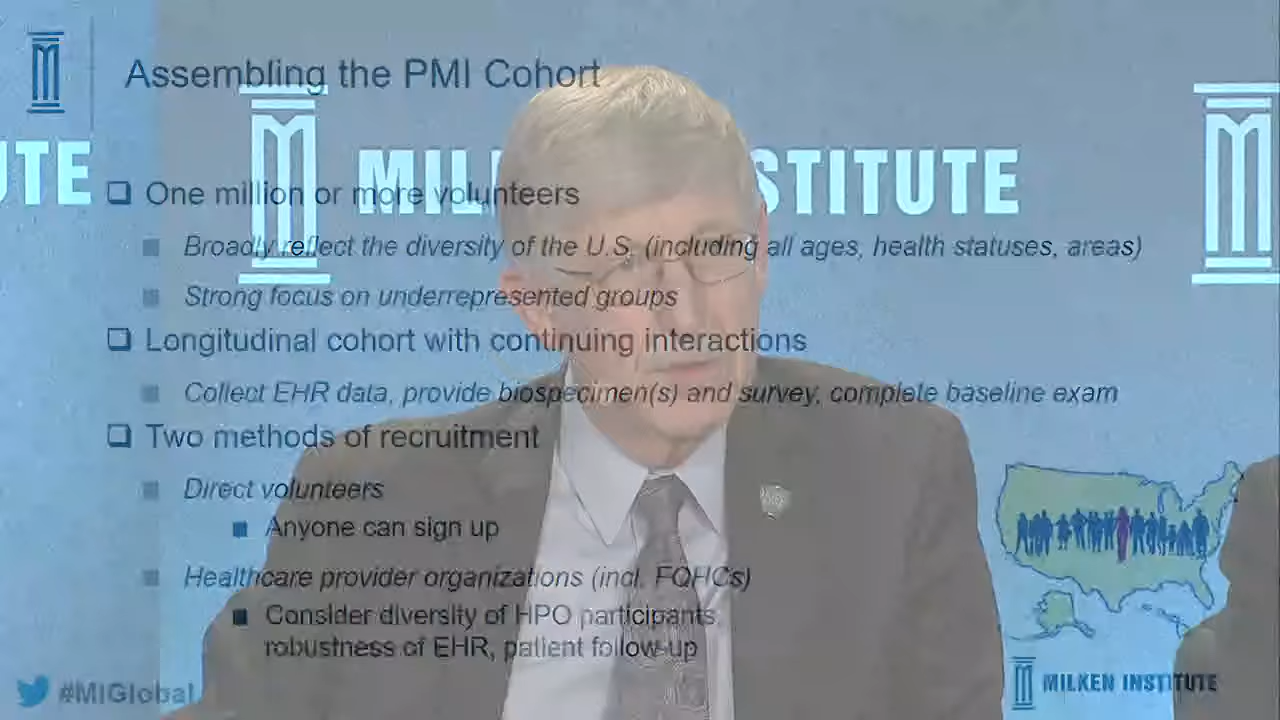 Assembling the PMI Cohort
UTE
MILKEN INSTITUTE
One million or more volunteers
Broadly reflect the diversity of the U.S. (including all ages, health statuses, areas)
Strong focus on underrepresented groups
Longitudinal cohort with continuing interactions
Collect EHR data, provide biospecimen(s) and survey, complete baseline exam
Two methods of recruitment
Direct volunteers
Anyone can sign up
Healthcare provider organizations (incl. FQHCs)
Consider diversity of HPO participants,
robustness of EHR, patient follow-up
#MIGlobal
MILKEN INSTITUTE